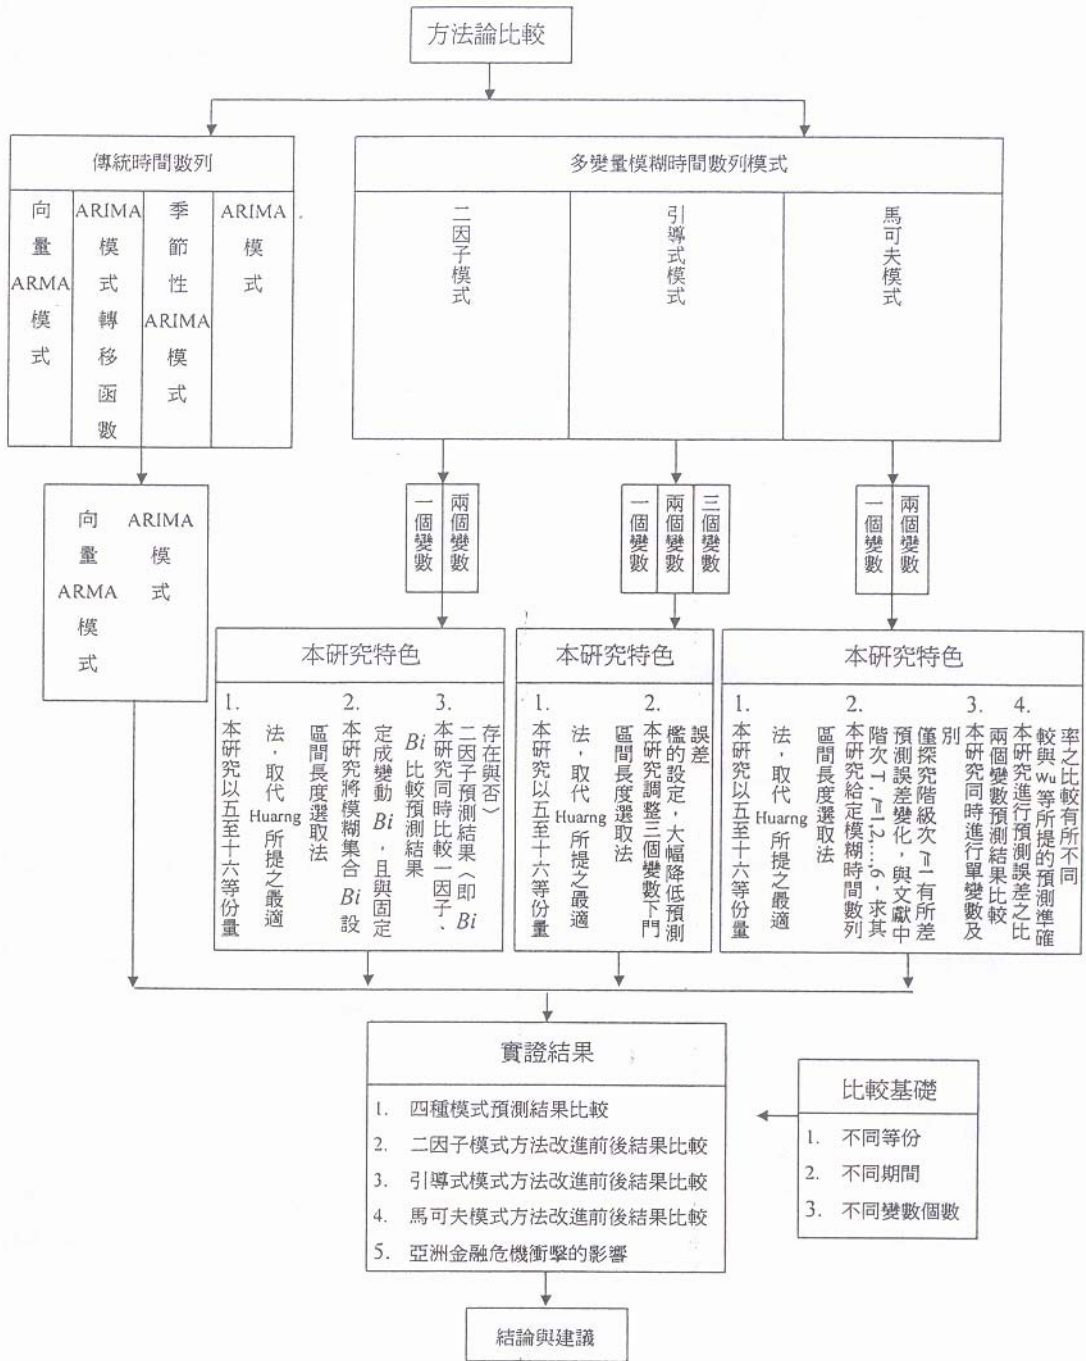 方法論比較
傳統時間數列
向量ARMA模式
ARIMA模式轉移函數
季節性ARIMA模式
ARIMA模式
多變量模糊時間數列模式
二因子模式
引導式模式
馬可夫模式
向量ARMA模式
ARIMA模式
一個變數
兩個變數
一個變數
兩個變數
三個變數
一個變數
兩個變數
本研究特色
1.本研究以五至十六等份量
法,取代Huarng所提之最適
區間長度選取法
2.本研究將模糊集合Bi設
定成變動Bi,且與固定
Bi比較預測結果
3.本研究同時比較一因子、
二因子預測結果〈即Bi
存在與否〉
本研究特色
1.本研究以五至十六等份量
法,取代Huarng所提之最適
區間長度選取法
2.本研究調整三個變數下門
檻的設定,大幅降低預測
誤差
本研究特色
1.本研究以五至十六等份量
法,取代Huarng所提之最適
區間長度選取法
2.本研究給定模糊時間數列
階次T, t=1,2,...,6,求其
預測誤差變化,與文獻中
僅探究階級次t=1有所差
別
3.本研究同時進行單變數及
兩個變數預測結果比較
4.本研究進行預測誤差之比
較與wu等所提的預測準確
率之比較有所不同
實證結果
1. 四種模式預測結果比較
2. 二因子模式方法改進前後結果比較
3. 引導式模式方法改進前後結果比較
4. 馬可夫模式方法改進前後結果比較
5. 亞洲金融危機衝擊的影響
比較基礎
1. 不同等份
2. 不同期間
3. 不同變數個數
結論與建議